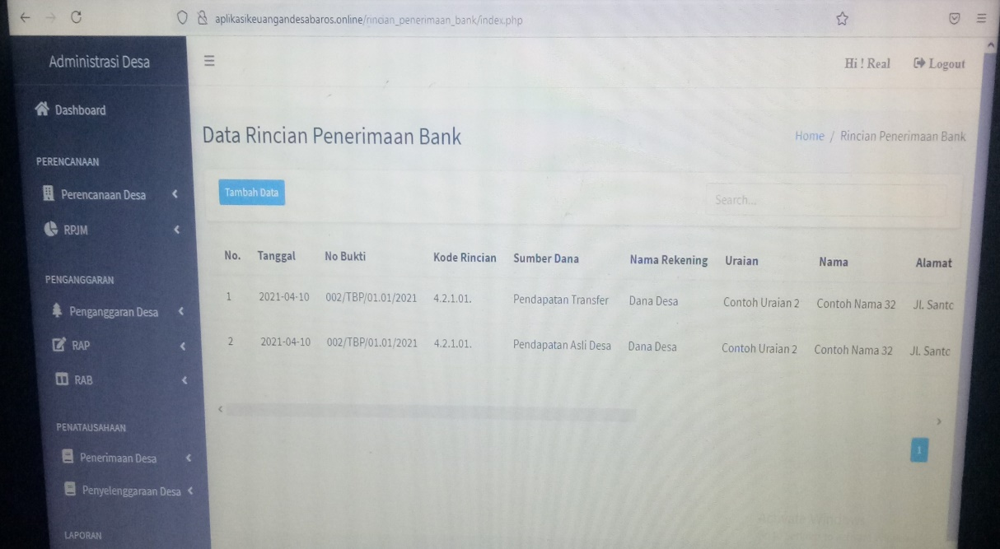 aplikasikeuangandesabaros.online/rincian_penerimaan_bank/index.php
Administrasi Desa
Hi ! Real Logout
Dashboard
Data Rincian Penerimaan Bank
Home / Rincian Penerimaan Bank
PERENCANAAN
Perencanaan Desa
RPJM
Tambah Data
Search...
PENGANGGARAN
Penganggaran Desa
RAP
RAB
No. Tanggal No Bukti Kode Rincian Sumber Dana Nama Rekening Uraian Nama Alamat
1 2021-04-10 002/TBP/01.01/2021 4.2.1.01. Pendapatan Transfer Dana Desa Contoh Uraian 2 Contoh Nama 32 Jl. Santo
2 2021-04-10 002/TBP/01.01/2021 4.2.1.01. Pendapatan Asli Desa Dana Desa Contoh Uraian 2 Contoh Nama 32 Jl. Santo
1
PENATAUSAHAAN
Penerimaan Desa
Penyelenggaraan Desa
LAPORAN
Activate Windows